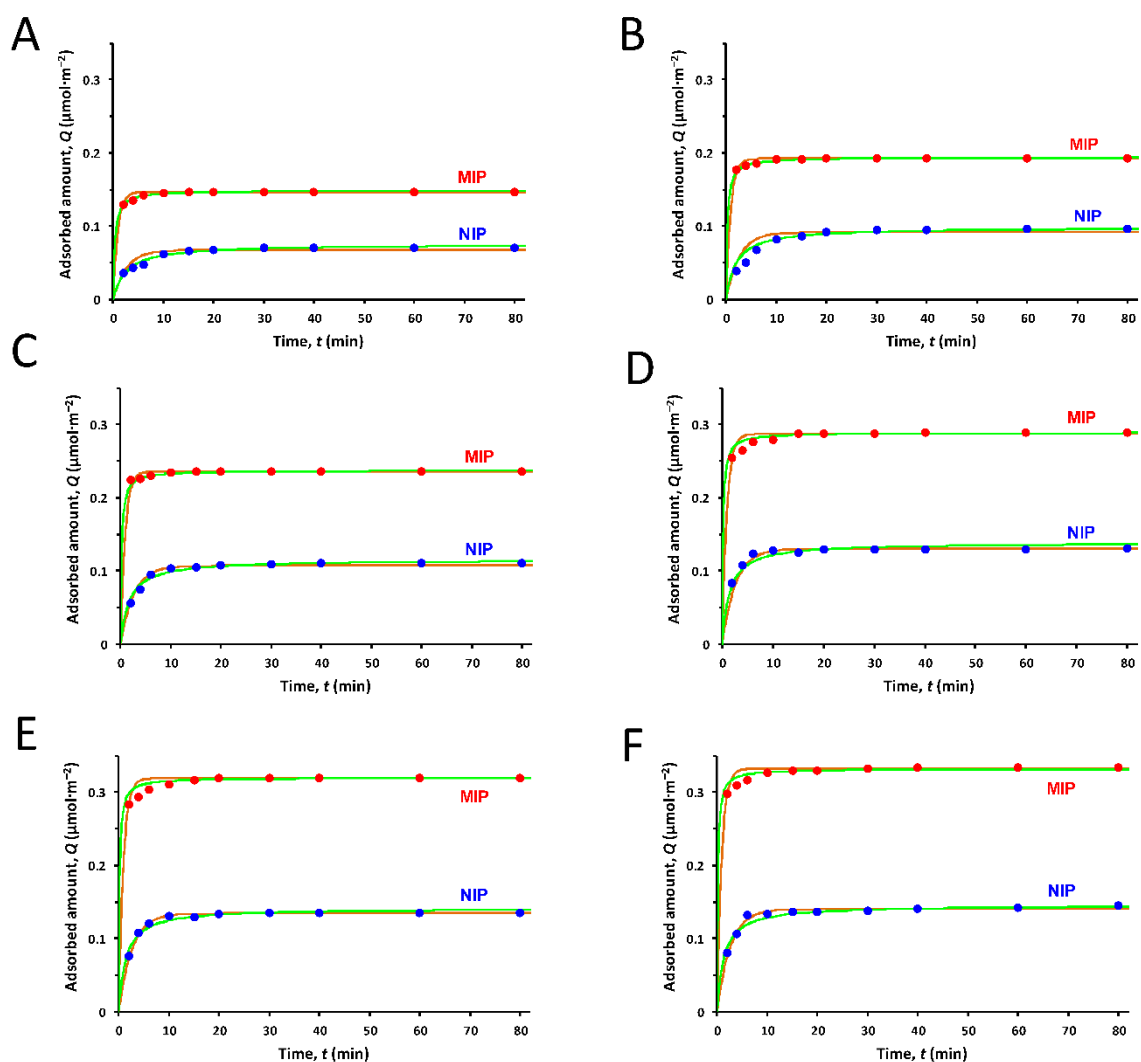 A
Adsorbed amount, Q (µmol·m⁻²)
0.3
0.2
0.1
0
MIP
NIP
0 10 20 30 40 50 60 70 80
Time, t (min)
B
Adsorbed amount, Q (µmol·m⁻²)
0.3
0.2
0.1
0
MIP
NIP
0 10 20 30 40 50 60 70 80
Time, t (min)
C
Adsorbed amount, Q (µmol·m⁻²)
0.3
0.2
0.1
0
MIP
NIP
0 10 20 30 40 50 60 70 80
Time, t (min)
D
Adsorbed amount, Q (µmol·m⁻²)
0.3
0.2
0.1
0
MIP
NIP
0 10 20 30 40 50 60 70 80
Time, t (min)
E
Adsorbed amount, Q (µmol·m⁻²)
0.3
0.2
0.1
0
MIP
NIP
0 10 20 30 40 50 60 70 80
Time, t (min)
F
Adsorbed amount, Q (µmol·m⁻²)
0.3
0.2
0.1
0
MIP
NIP
0 10 20 30 40 50 60 70 80
Time, t (min)